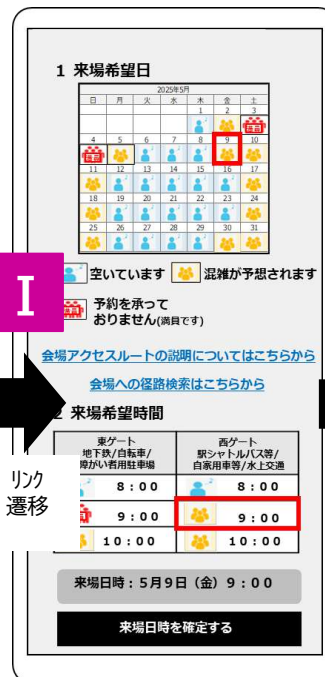 1 来場希望日
2025年5月
日 月 火 水 木 金 土
1 2 3
4 5 6 7 8 9 10
11 12 13 14 15 16 17
18 19 20 21 22 23 24
25 26 27 28 29 30 31
空いています 混雑が予想されます
予約を承って
おりません(満員です)
I
会場アクセスルートの説明についてはこちらから
会場への径路検索はこちらから
2 来場希望時間
リンク
遷移
東ゲート 西ゲート
地下鉄/自転車/ 駅シャトルバス等/
障がい者用駐車場 自家用車等/水上交通
8:00 8:00
9:00 9:00
10:00 10:00
来場日時:5月9日(金)9:00
来場日時を確定する